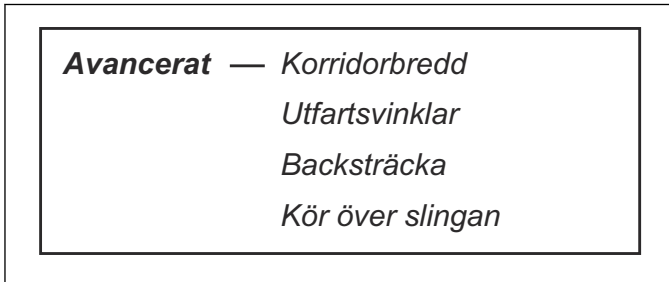 Avancerat — Korridorbredd
Utfartsvinklar
Backsträcka
Kör över slingan